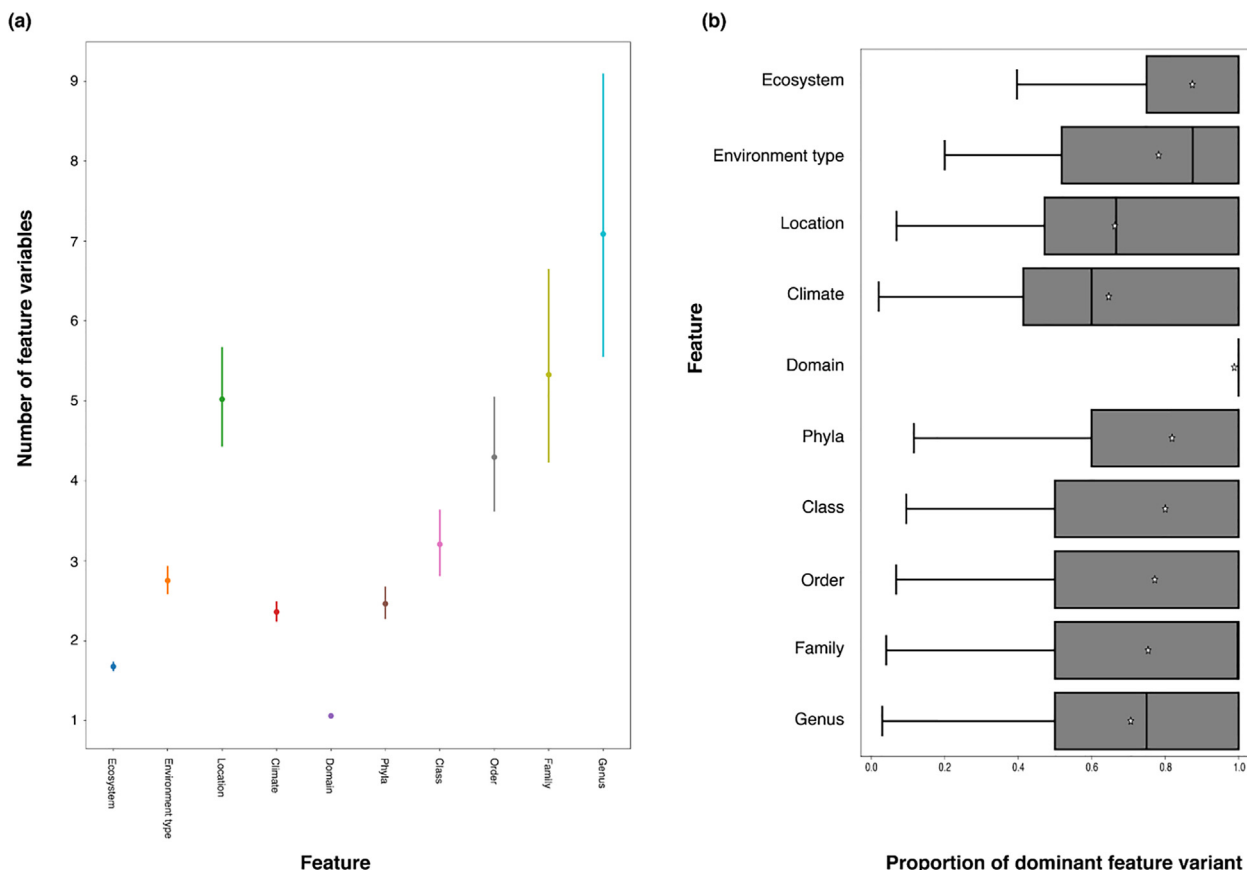 (a)
Number of feature variables
9
8
7
6
5
4
3
2
1
Ecosystem
Environment type
Location
Climate
Domain
Phyla
Class
Order
Family
Genus
Feature
(b)
Feature
Ecosystem
Environment type
Location
Climate
Domain
Phyla
Class
Order
Family
Genus
0.0 0.2 0.4 0.6 0.8 1.0
Proportion of dominant feature variant